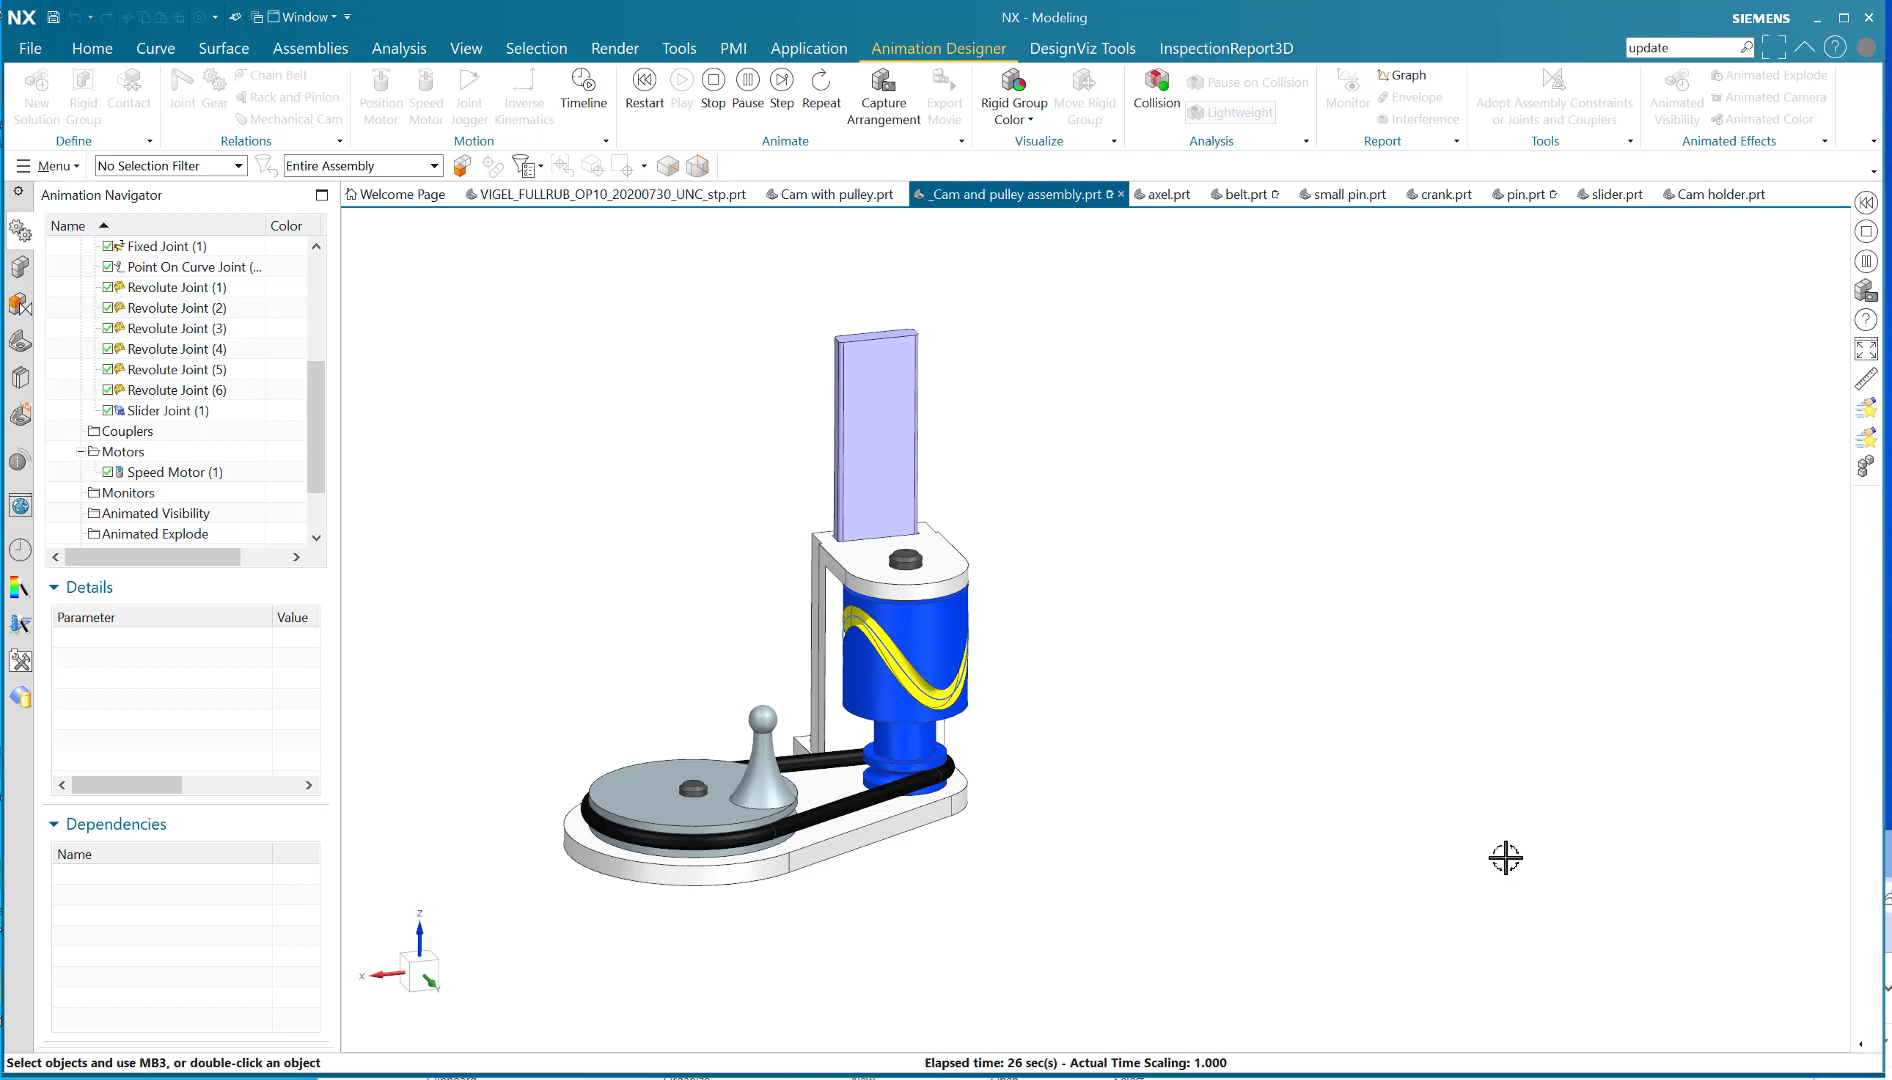 NX
Window
NX - Modeling
SIEMENS
File Home Curve Surface Assemblies Analysis View Selection Render Tools PMI Application Animation Designer DesignViz Tools InspectionReport3D
update
New Solution
Rigid Group
Contact
Define
Joint
Gear
Chain Belt
Rack and Pinion
Mechanical Cam
Relations
Position Motor
Speed Motor
Joint Jogger
Inverse Kinematics
Timeline
Motion
Restart
Play
Stop
Pause
Step
Repeat
Capture Arrangement
Export Movie
Animate
Rigid Group Color
Move Rigid Group
Visualize
Collision
Pause on Collision
Lightweight
Analysis
Monitor
Graph
Envelope
Interference
Report
Adopt Assembly Constraints
or Joints and Couplers
Tools
Animated Visibility
Animated Explode
Animated Camera
Animated Color
Animated Effects
Menu
No Selection Filter
Entire Assembly
Animation Navigator
Welcome Page
VIGEL_FULLRUB_OP10_20200730_UNC_stp.prt
Cam with pulley.prt
_Cam and pulley assembly.prt
axel.prt
belt.prt
small pin.prt
crank.prt
pin.prt
slider.prt
Cam holder.prt
Name Color
Fixed Joint (1)
Point On Curve Joint (...
Revolute Joint (1)
Revolute Joint (2)
Revolute Joint (3)
Revolute Joint (4)
Revolute Joint (5)
Revolute Joint (6)
Slider Joint (1)
Couplers
Motors
Speed Motor (1)
Monitors
Animated Visibility
Animated Explode
Details
Parameter Value
Dependencies
Name
Z
X
Y
Select objects and use MB3, or double-click an object
Elapsed time: 26 sec(s) - Actual Time Scaling: 1.000